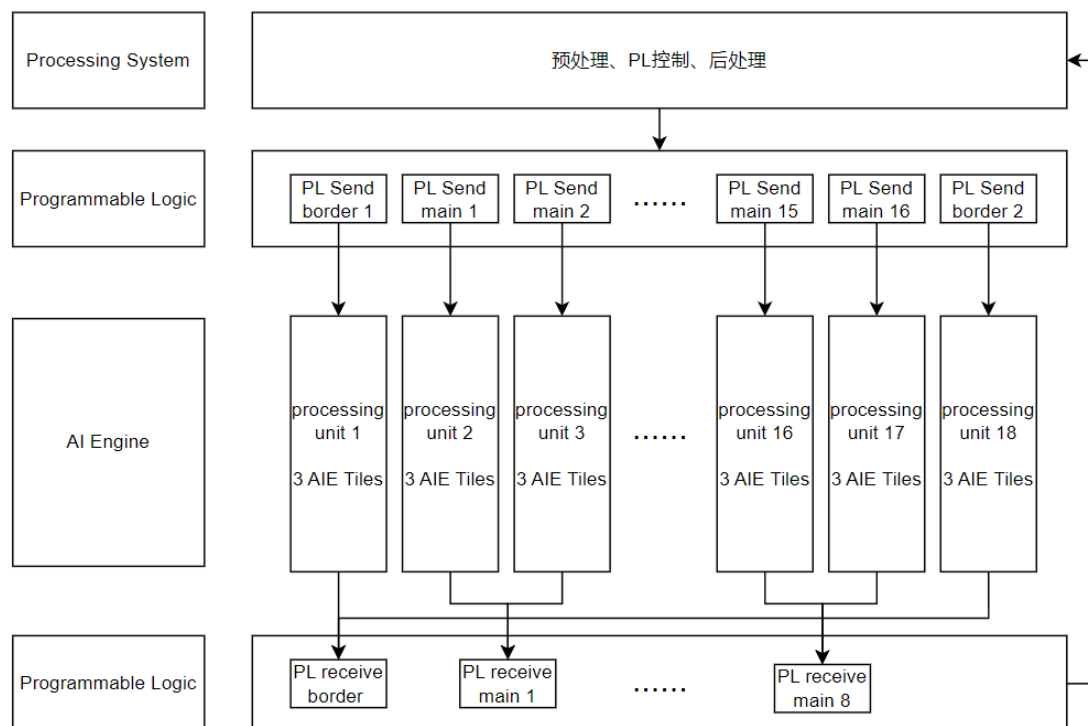 Processing System
预处理、PL控制、后处理
Programmable Logic
PL Send
border 1
PL Send
main 1
PL Send
main 2
......
PL Send
main 15
PL Send
main 16
PL Send
border 2
AI Engine
processing
unit 1
3 AIE Tiles
processing
unit 2
3 AIE Tiles
processing
unit 3
3 AIE Tiles
......
processing
unit 16
3 AIE Tiles
processing
unit 17
3 AIE Tiles
processing
unit 18
3 AIE Tiles
Programmable Logic
PL receive
border
PL receive
main 1
......
PL receive
main 8